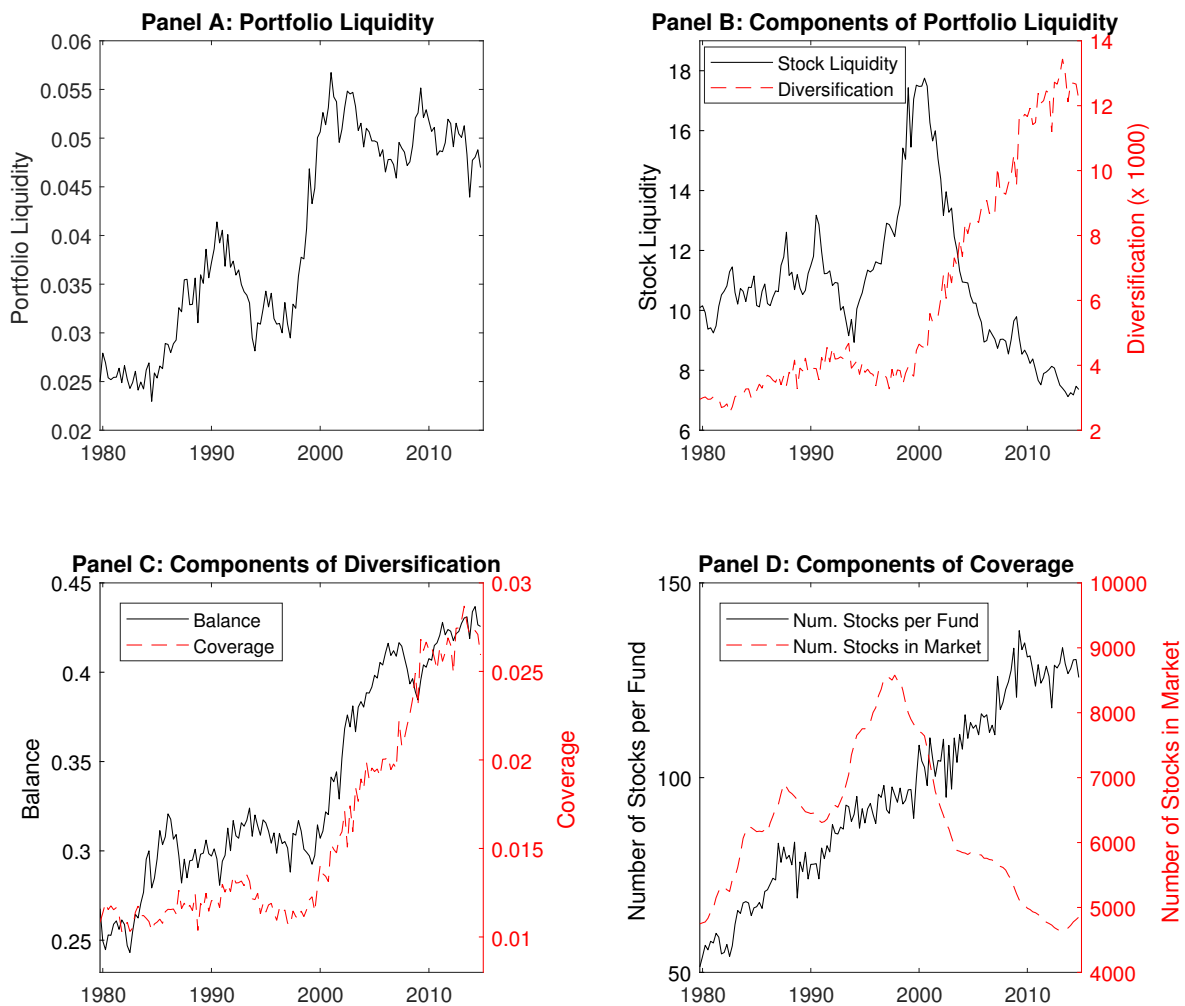 Panel A: Portfolio Liquidity
0.06
0.055
0.05
0.045
0.04
0.035
0.03
0.025
0.02
Portfolio Liquidity
1980 1990 2000 2010
Panel B: Components of Portfolio Liquidity
Stock Liquidity
Diversification
18
16
14
12
10
8
6
Stock Liquidity
14
12
10
8
6
4
2
Diversification (x 1000)
1980 1990 2000 2010
Panel C: Components of Diversification
Balance
Coverage
0.45
0.4
0.35
0.3
0.25
Balance
0.03
0.025
0.02
0.015
0.01
Coverage
1980 1990 2000 2010
Panel D: Components of Coverage
Num. Stocks per Fund
Num. Stocks in Market
150
100
50
Number of Stocks per Fund
10000
9000
8000
7000
6000
5000
4000
Number of Stocks in Market
1980 1990 2000 2010